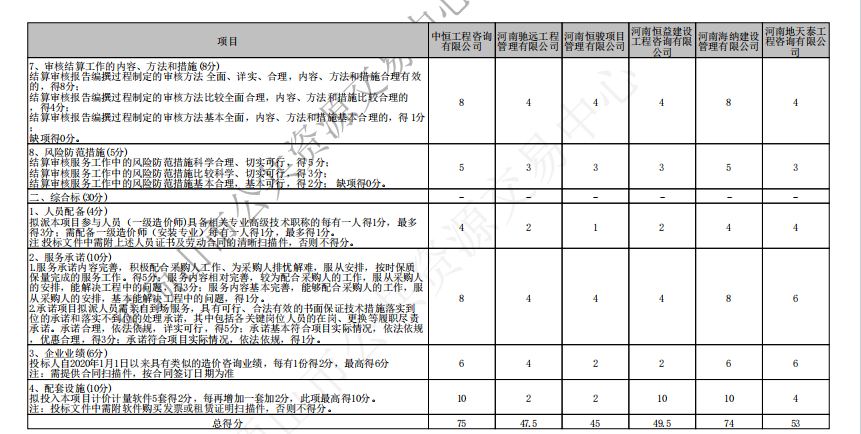 项目 中恒工程咨询有限公司 河南驰远工程管理有限公司 河南恒骏项目管理有限公司 河南恒益建设工程咨询有限公司 河南海纳建设管理有限公司 河南地天泰工程咨询有限公司
7、审核结算工作的内容、方法和措施(8分)
结算审核报告编撰过程制定的审核方法 全面、详实、合理，内容、方法和措施合理有效
的，得8分；
结算审核报告编撰过程制定的审核方法比较全面合理，内容、方法和措施比较合理的
，得4分；
结算审核报告编撰过程制定的审核方法基本全面，内容、方法和措施基本合理的，得 1分
；
缺项得0分。
8 4 4 4 8 4
8、风险防范措施(5分)
结算审核服务工作中的风险防范措施科学合理、切实可行，得 5 分；
结算审核服务工作中的风险防范措施比较科学、切实可行，得 3分；
结算审核服务工作中的风险防范措施基本合理，基本可行，得2分； 缺项得0分。
5 3 3 3 5 3
二、综合标(30分) – – – – – –
1、人员配备(4分)
拟派本项目参与人员（一级造价师)具备相关专业高级技术职称的每有一人得1分，最多
得3分；需配备一级造价师（安装专业）每有一人得1分，最多得1分。
注 投标文件中需附上述人员证书及劳动合同的清晰扫描件，否则不得分。
4 2 1 2 4 4
2、服务承诺(10分)
1.服务承诺内容完善，积极配合采购人工作、为采购人排忧解难，服从安排，按时保质
保量完成的服务工作。得5分；服务内容相对完善，较为配合采购人的工作，服从采购人
的安排，能解决工程中的问题，得3分；服务内容基本完善，能够配合采购人的工作，服
从采购人的安排，基本能解决工程中的问题，得1分。
2.承诺项目拟派人员需亲自到场服务，具有可行、合法有效的书面保证技术措施落实到
位的承诺和落实不到位的处理承诺，其中包括各关键岗位人员的在岗、更换等履职尽责
承诺。承诺合理，依法依规，详实可行，得5分；承诺基本符合项目实际情况，依法依规
，优惠合理，得3分；承诺符合项目实际情况，依法依规，得1分。
8 4 4 4 8 6
3、企业业绩(6分)
投标人自2020年1月1日以来具有类似的造价咨询业绩，每有1份得2分，最高得6分
注：需提供合同扫描件，按合同签订日期为准
6 4 2 2 6 6
4、配套设施(10分)
拟投入本项目计价计量软件5套得2分，每再增加一套加2分，此项最高得10分。
注：投标文件中需附软件购买发票或租赁证明扫描件，否则不得分。
10 2 2 10 10 4
总得分 75 47.5 45 49.5 74 53